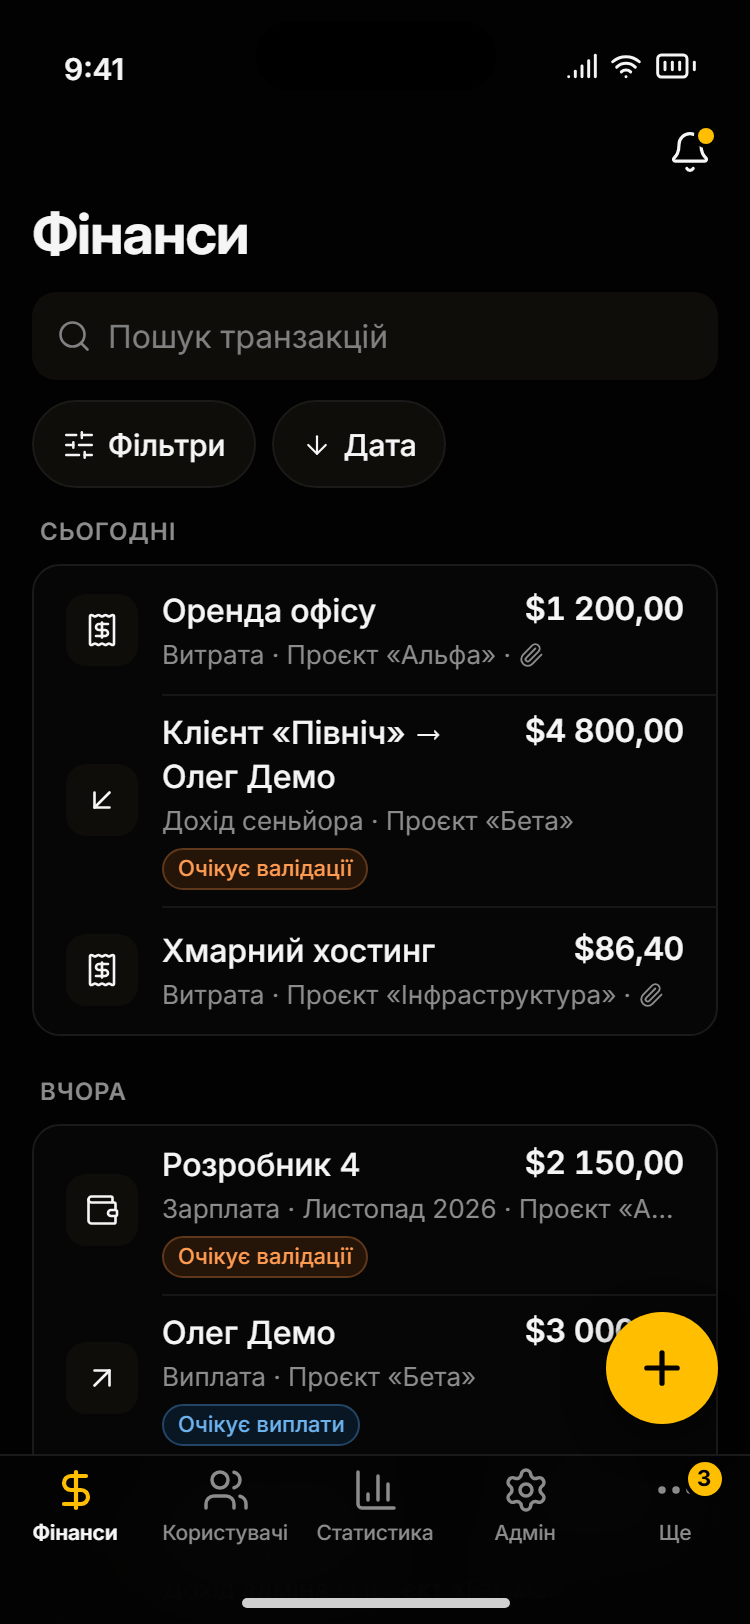 9:41
Фінанси
Пошук транзакцій
Фільтри
Дата
СЬОГОДНІ
Оренда офісу
$1 200,00
Витрата · Проєкт «Альфа» ·
Клієнт «Північ» →
$4 800,00
Олег Демо
Дохід сеньйора · Проєкт «Бета»
Очікує валідації
Хмарний хостинг
$86,40
Витрата · Проєкт «Інфраструктура» ·
ВЧОРА
Розробник 4
$2 150,00
Зарплата · Листопад 2026 · Проєкт «А...
Очікує валідації
Олег Демо
$3 000
Виплата · Проєкт «Бета»
Очікує виплати
3
Фінанси
Користувачі
Статистика
Адмін
Ще